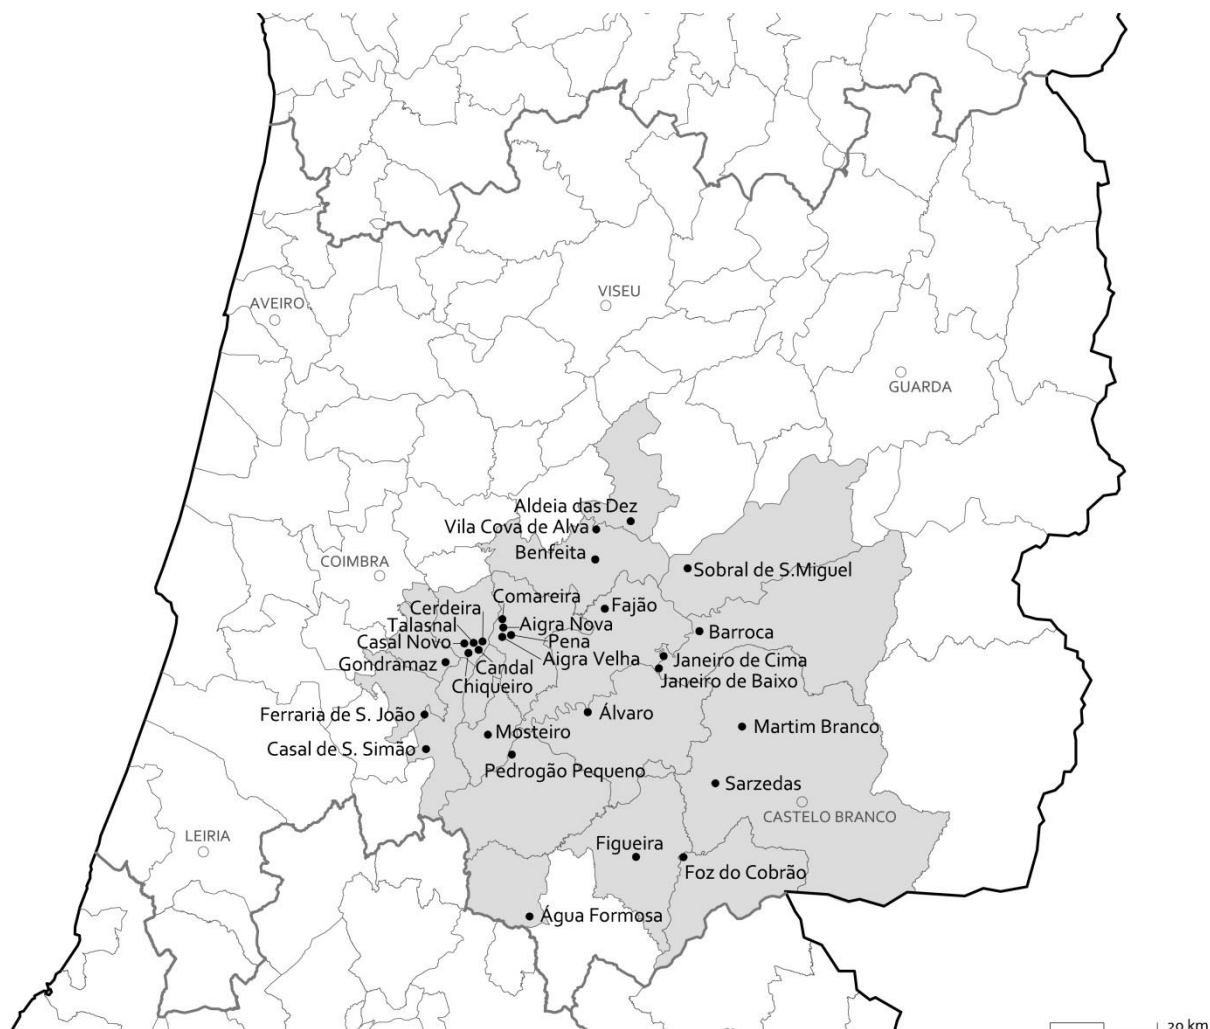 VISEU
AVEIRO
GUARDA
Aldeia das Dez
Vila Cova de Alva
Benfeita
COIMBRA
Sobral de S.Miguel
Comareira
Cerdeira
Fajão
Talasnal
Aigra Nova
Barroca
Casal Novo
Pena
Gondramaz
Aigra Velha
Janeiro de Cima
Candal
Janeiro de Baixo
Chiqueiro
Ferraria de S. João
Álvaro
Martim Branco
Mosteiro
Casal de S. Simão
Pedrogão Pequeno
Sarzedas
CASTELO BRANCO
LEIRIA
Figueira
Foz do Cobrão
Água Formosa
20 km